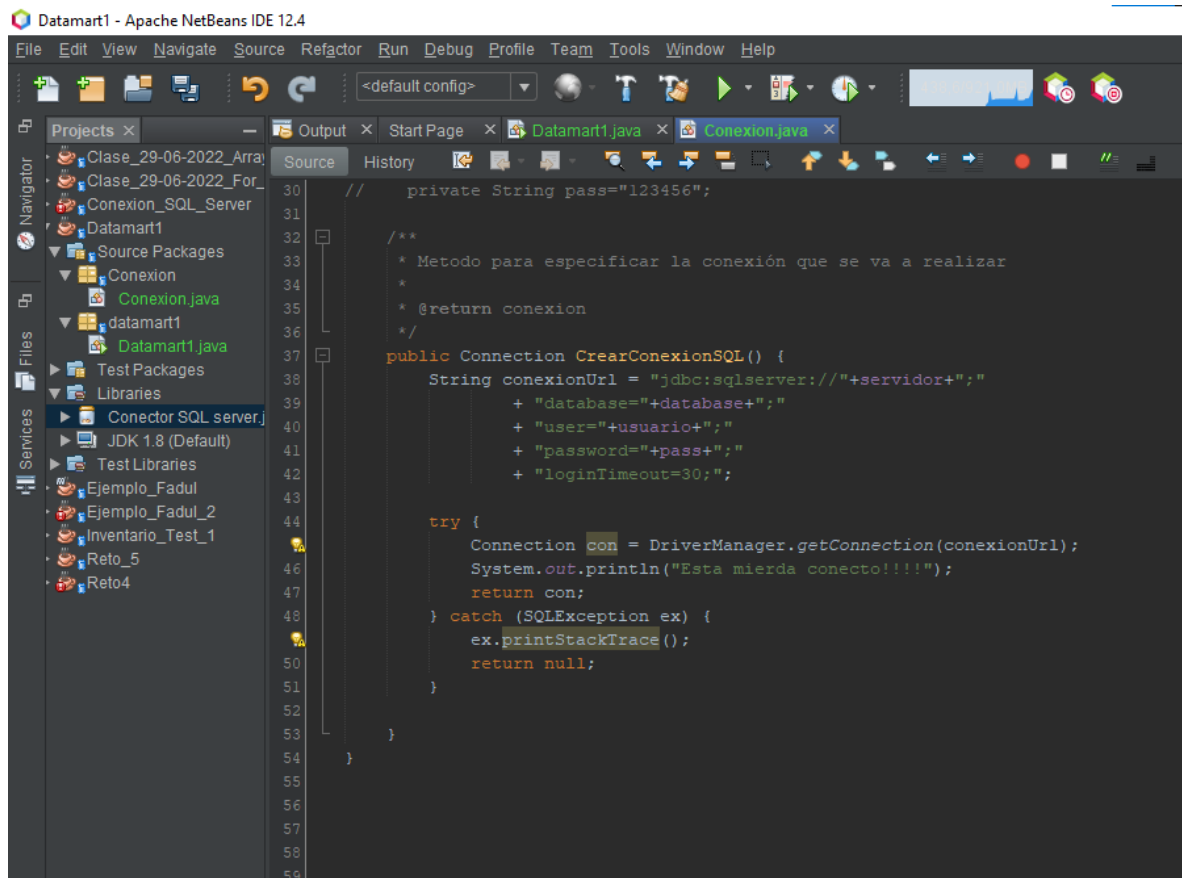 Datamart1 - Apache NetBeans IDE 12.4
File Edit View Navigate Source Refactor Run Debug Profile Team Tools Window Help
<default config>
Projects
Output Start Page Datamart1.java Conexion.java
Source History
Navigator
Files
Services
Clase_29-06-2022_Array
Clase_29-06-2022_For_
Conexion_SQL_Server
Datamart1
Source Packages
Conexion
Conexion.java
datamart1
Datamart1.java
Test Packages
Libraries
Conector SQL server.j
JDK 1.8 (Default)
Test Libraries
Ejemplo_Fadul
Ejemplo_Fadul_2
Inventario_Test_1
Reto_5
Reto4
30 // private String pass="123456";
31
32 /**
33 * Metodo para especificar la conexión que se va a realizar
34 *
35 * @return conexion
36 */
37 public Connection CrearConexionSQL() {
38 String conexionUrl = "jdbc:sqlserver://"+servidor+";"
39 + "database="+database+";"
40 + "user="+usuario+";"
41 + "password="+pass+";"
42 + "loginTimeout=30;";
43
44 try {
Connection con = DriverManager.getConnection(conexionUrl);
46 System.out.println("Esta mierda conecto!!!!");
47 return con;
48 } catch (SQLException ex) {
ex.printStackTrace();
50 return null;
51 }
52
53 }
54 }
55
56
57
58
59